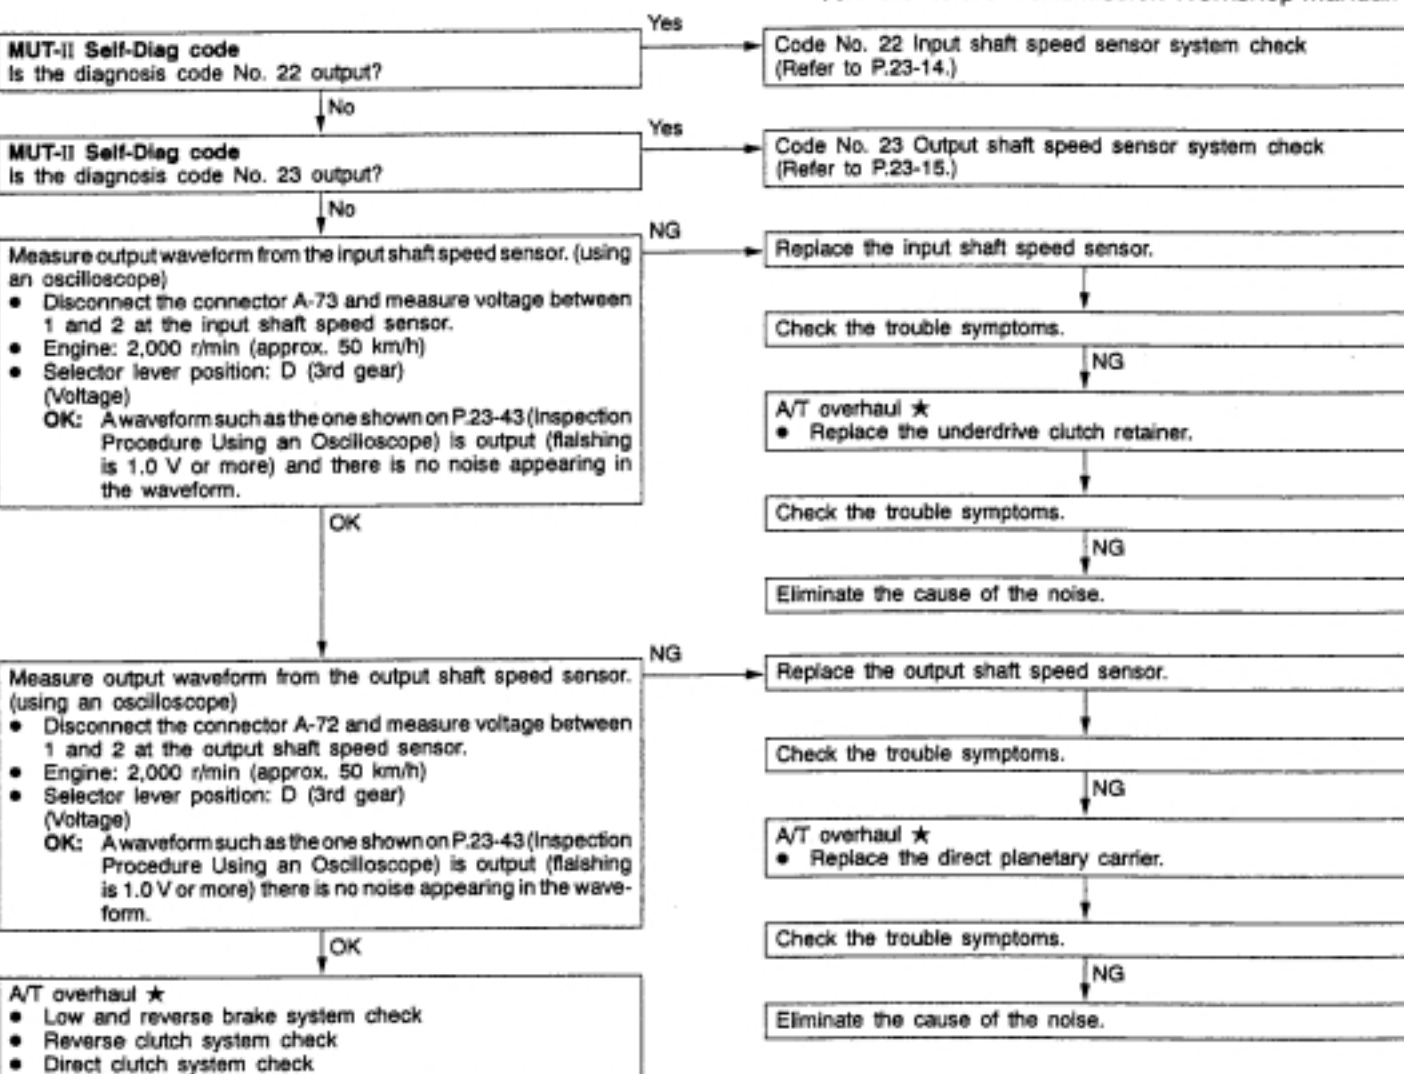 Workshop Manual.
Yes
MUT-II Self-Diag code
Is the diagnosis code No. 22 output?
Code No. 22 Input shaft speed sensor system check
(Refer to P.23-14.)
No
Yes
MUT-II Self-Diag code
Is the diagnosis code No. 23 output?
Code No. 23 Output shaft speed sensor system check
(Refer to P.23-15.)
No
NG
Measure output waveform from the input shaft speed sensor. (using
an oscilloscope)
● Disconnect the connector A-73 and measure voltage between
1 and 2 at the input shaft speed sensor.
● Engine: 2,000 r/min (approx. 50 km/h)
● Selector lever position: D (3rd gear)
(Voltage)
OK: A waveform such as the one shown on P.23-43 (Inspection
Procedure Using an Oscilloscope) is output (flalshing
is 1.0 V or more) and there is no noise appearing in
the waveform.
Replace the input shaft speed sensor.
Check the trouble symptoms.
NG
A/T overhaul ★
● Replace the underdrive clutch retainer.
Check the trouble symptoms.
NG
Eliminate the cause of the noise.
OK
NG
Measure output waveform from the output shaft speed sensor.
(using an oscilloscope)
● Disconnect the connector A-72 and measure voltage between
1 and 2 at the output shaft speed sensor.
● Engine: 2,000 r/min (approx. 50 km/h)
● Selector lever position: D (3rd gear)
(Voltage)
OK: A waveform such as the one shown on P.23-43 (Inspection
Procedure Using an Oscilloscope) is output (flalshing
is 1.0 V or more) there is no noise appearing in the wave-
form.
Replace the output shaft speed sensor.
Check the trouble symptoms.
NG
A/T overhaul ★
● Replace the direct planetary carrier.
Check the trouble symptoms.
NG
Eliminate the cause of the noise.
OK
A/T overhaul ★
● Low and reverse brake system check
● Reverse clutch system check
● Direct clutch system check